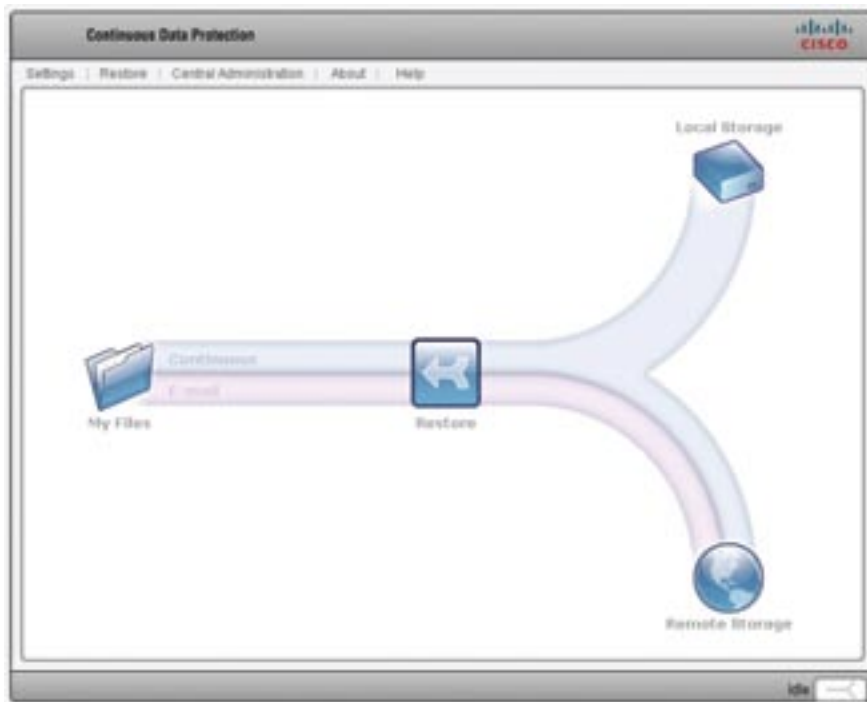 Continuous Data Protection
CISCO
Settings | Restore | Central Administration | About | Help
Local Storage
Continuous
E-mail
My Files
Restore
Remote Storage
Idle